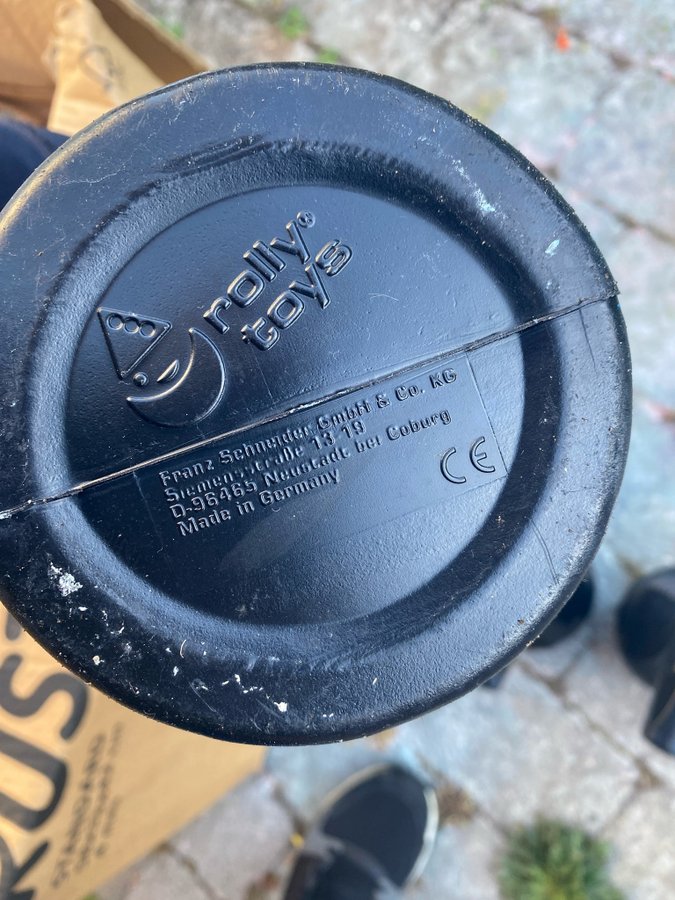 rolly®
toys
Franz Schneider GmbH & Co. KG
Siemensstraße 13-19
D-96465 Neustadt bei Coburg
Made in Germany
CE